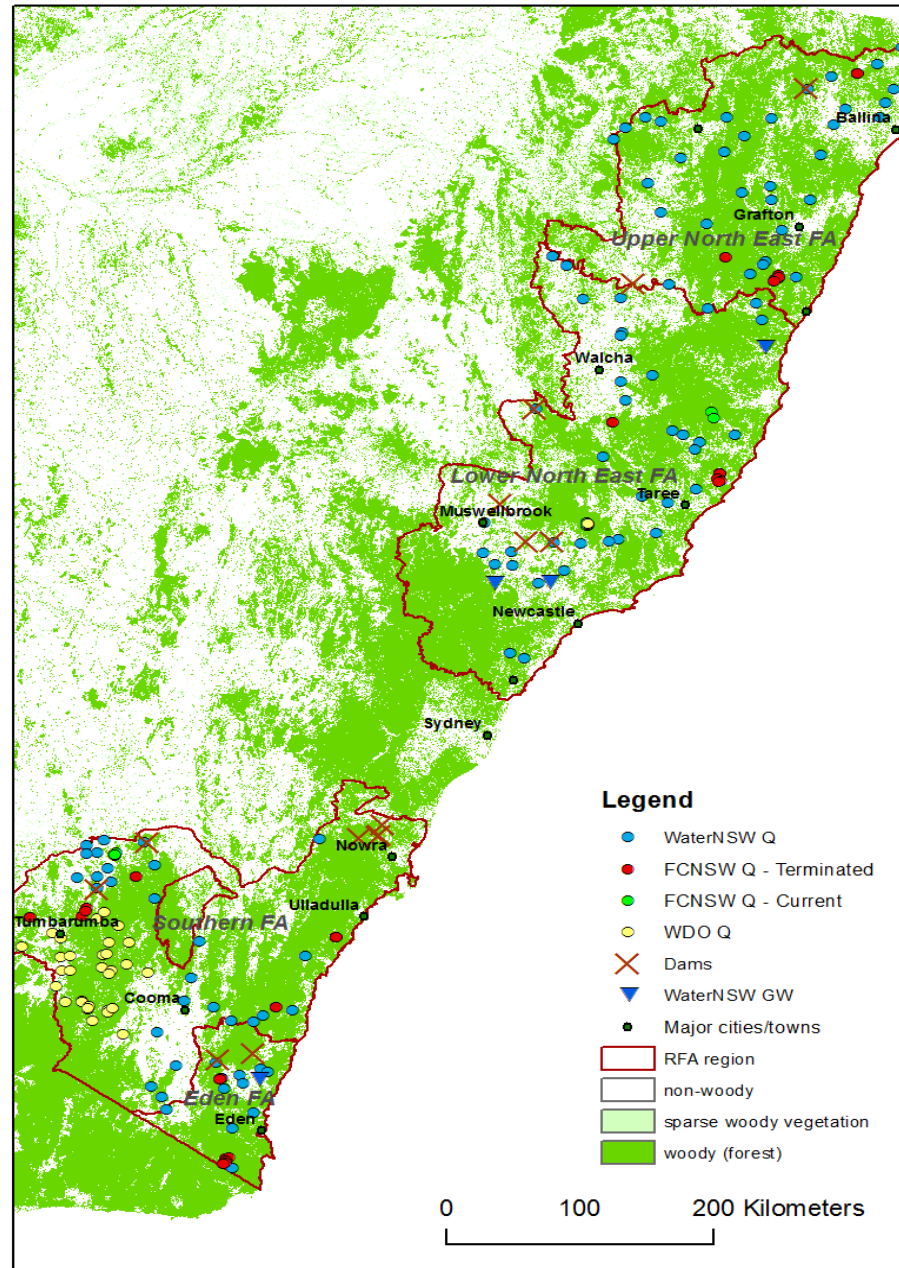 Ballina
Grafton
Upper North East FA
Walcha
Lower North East FA
Taree
Muswellbrook
Newcastle
Sydney
Nowra
Ulladulla
Tumbarumba
Southern FA
Cooma
Eden FA
Eden
Legend
WaterNSW Q
FCNSW Q - Terminated
FCNSW Q - Current
WDO Q
Dams
WaterNSW GW
Major cities/towns
RFA region
non-woody
sparse woody vegetation
woody (forest)
0 100 200 Kilometers